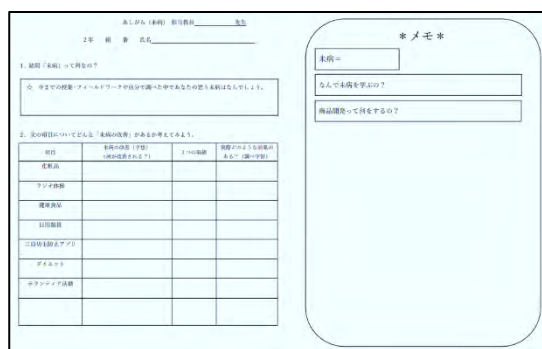 あしがら（未病） 担当教員 先生
2年 組 番 氏名
1．結局「未病」って何なの？
☆ 今までの授業・フィールドワークや自分で調べた中であなたの思う未病はなんでしょう。
2．次の項目についてどんな「未病の改善」があるか考えてみよう。
項目
未病の改善（予想）
（何が改善される？）
3つの領域
実際どのような効果が
ある？（調べ学習）
化粧品
ラジオ体操
健康食品
日用雑貨
ダイエット
ボランティア活動
＊メモ＊
未病＝
なんで未病を学ぶの？
商品開発って何をするの？